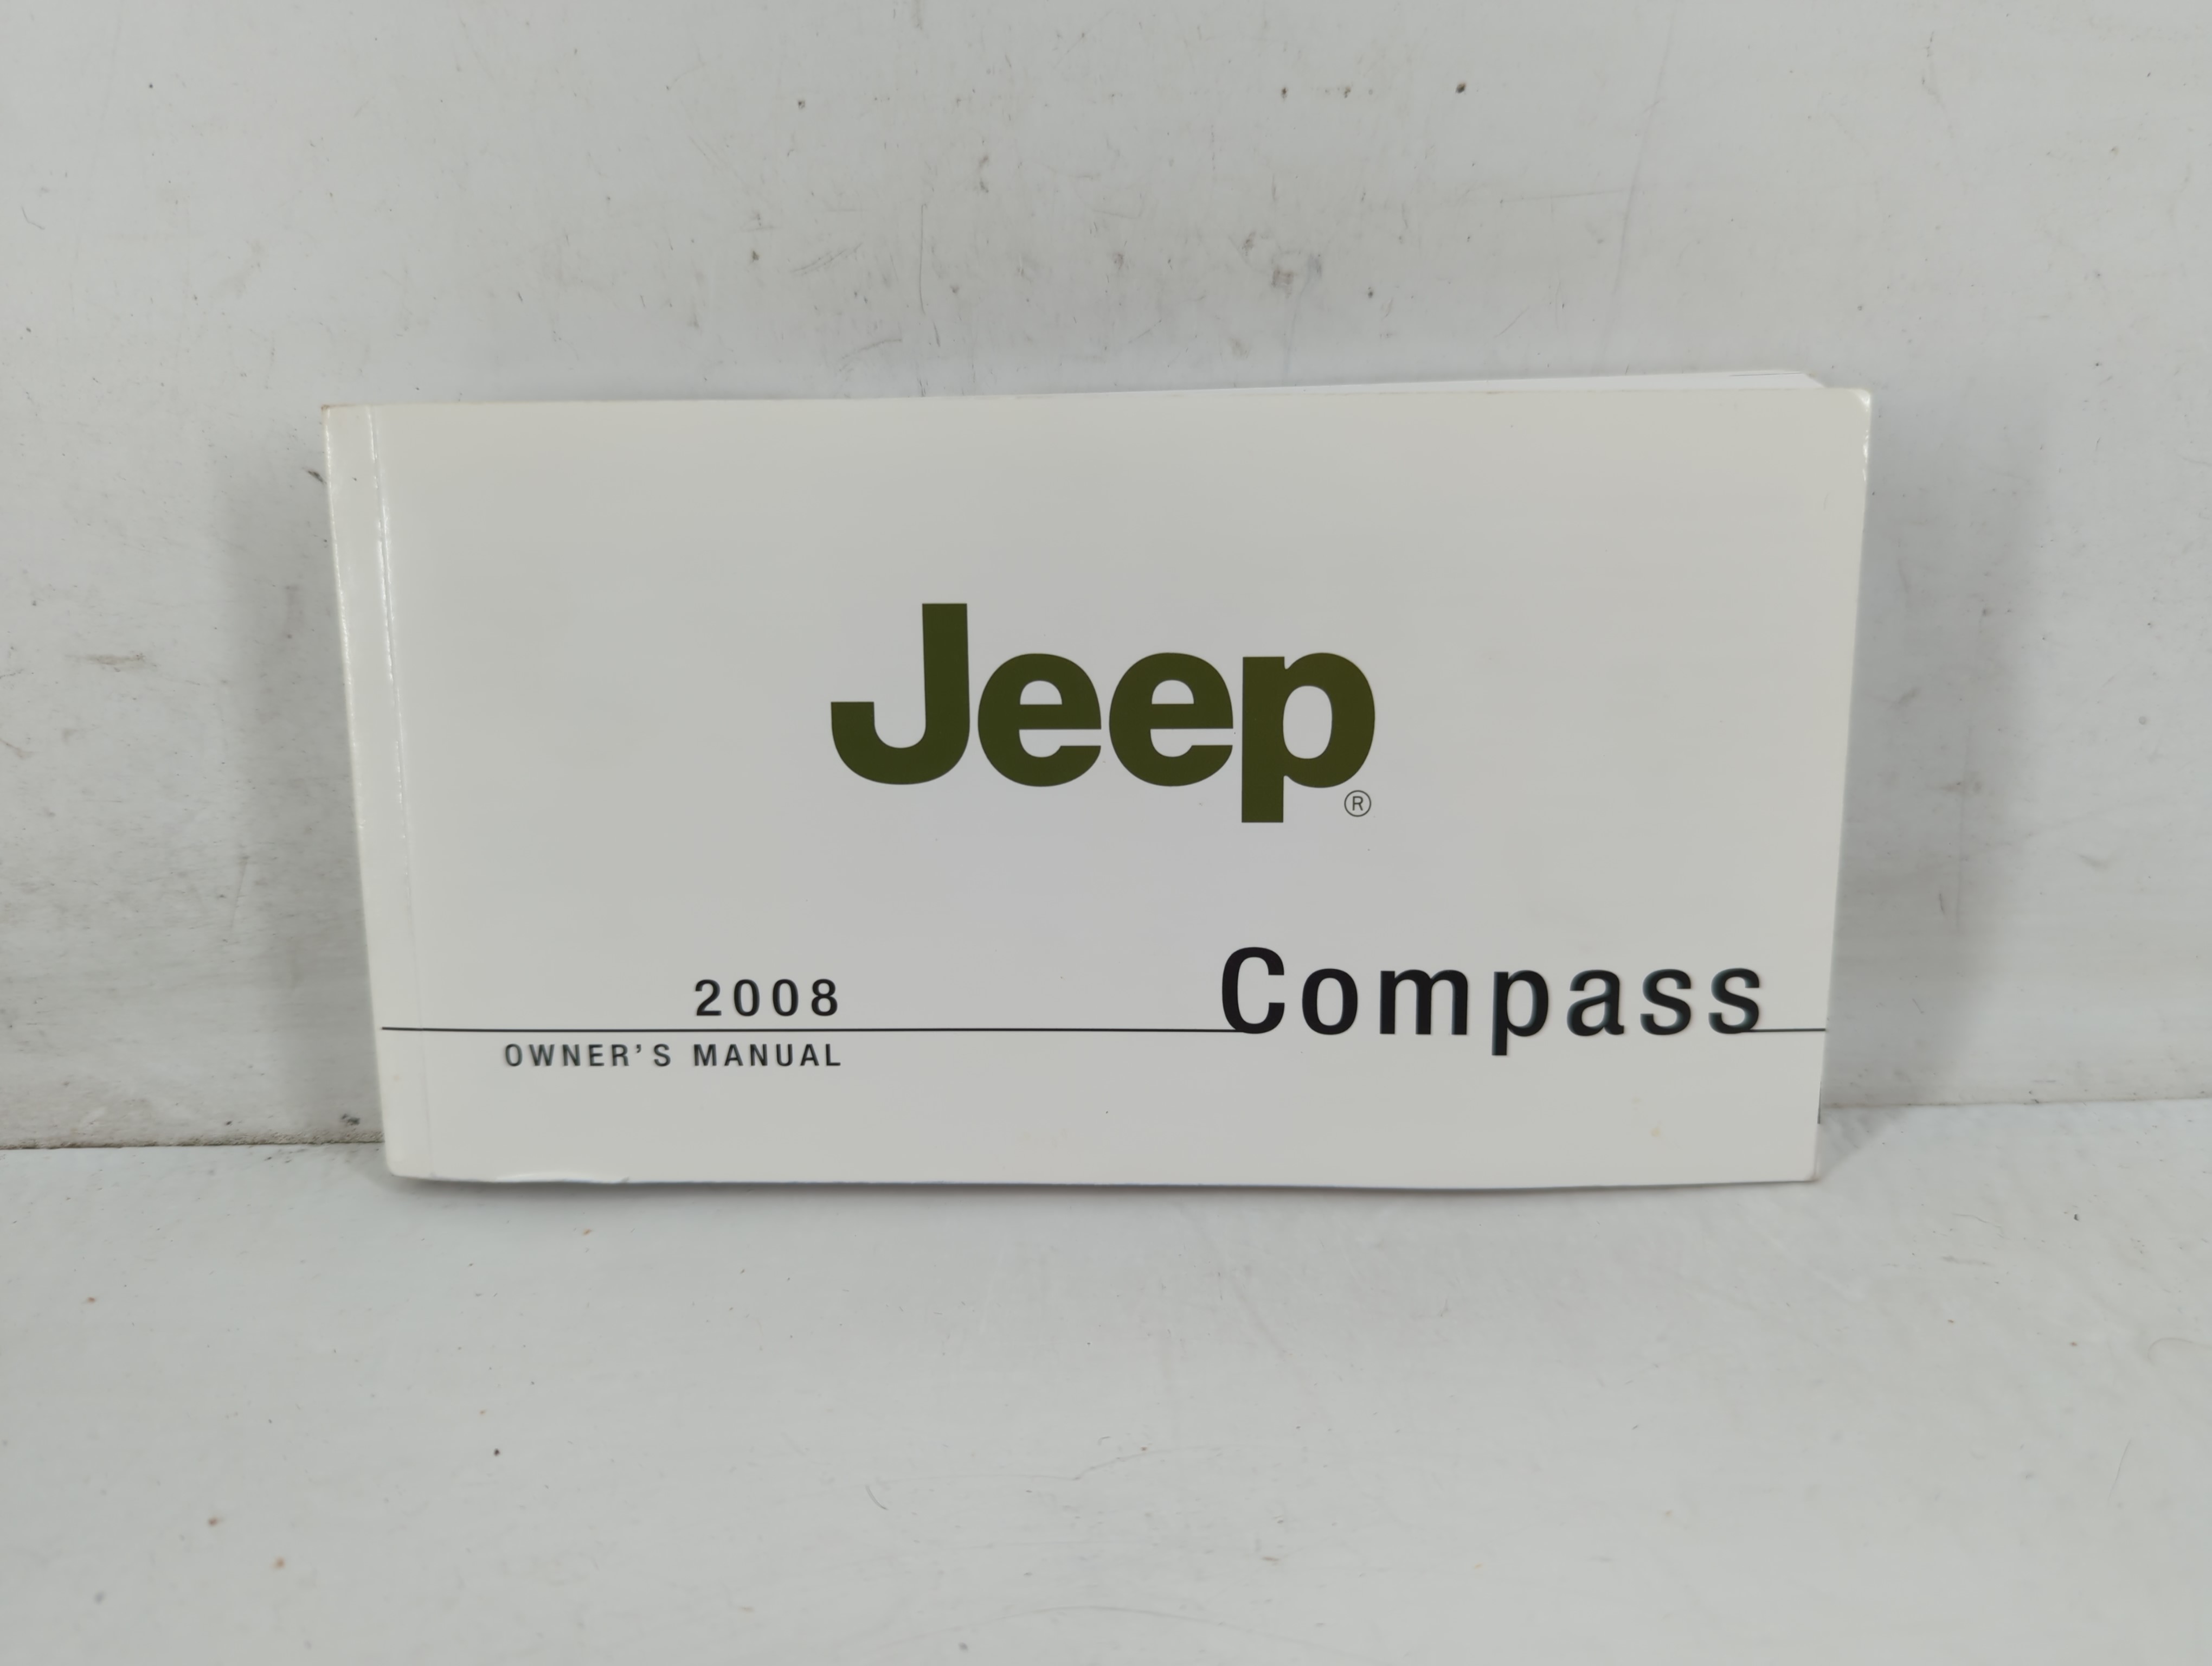 Jeep®
2008
Compass
OWNER'S MANUAL